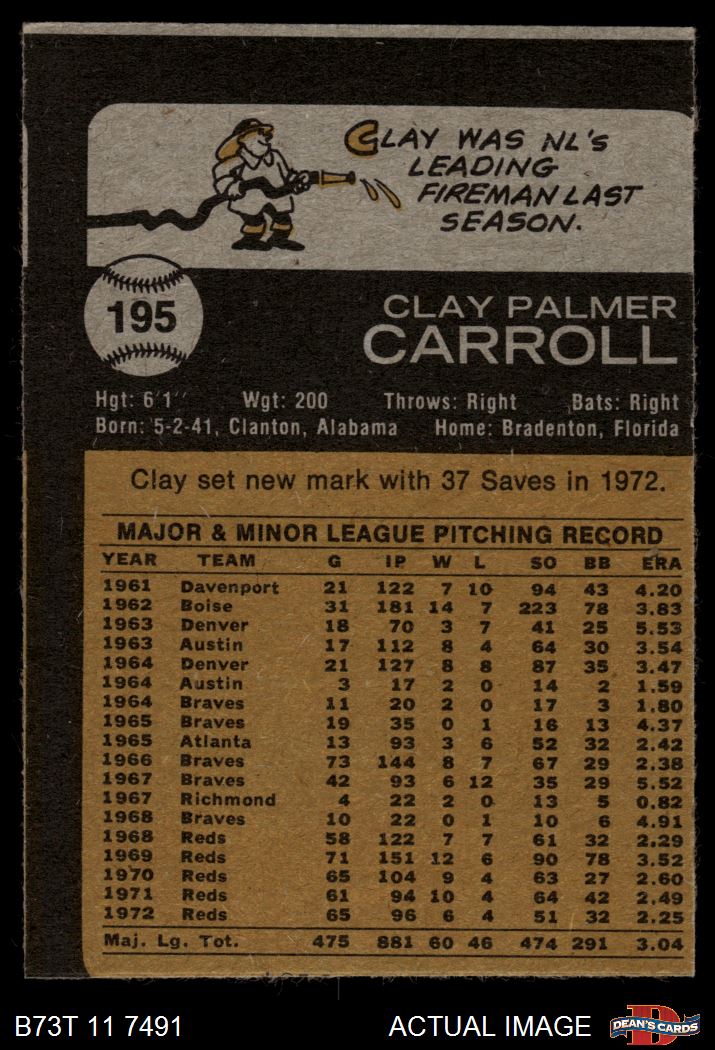 CLAY WAS NL'S
LEADING
FIREMAN LAST
SEASON.
195
CLAY PALMER
CARROLL
Hgt: 6'1" Wgt: 200 Throws: Right Bats: Right
Born: 5-2-41, Clanton, Alabama Home: Bradenton, Florida
Clay set new mark with 37 Saves in 1972.
MAJOR & MINOR LEAGUE PITCHING RECORD
YEAR TEAM G IP W L SO BB ERA
1961 Davenport 21 122 7 10 94 43 4.20
1962 Boise 31 181 14 7 223 78 3.83
1963 Denver 18 70 3 7 41 25 5.53
1963 Austin 17 112 8 4 64 30 3.54
1964 Denver 21 127 8 8 87 35 3.47
1964 Austin 3 17 2 0 14 2 1.59
1964 Braves 11 20 2 0 17 3 1.80
1965 Braves 19 35 0 1 16 13 4.37
1965 Atlanta 13 93 3 6 52 32 2.42
1966 Braves 73 144 8 7 67 29 2.38
1967 Braves 42 93 6 12 35 29 5.52
1967 Richmond 4 22 2 0 13 5 0.82
1968 Braves 10 22 0 1 10 6 4.91
1968 Reds 58 122 7 7 61 32 2.29
1969 Reds 71 151 12 6 90 78 3.52
1970 Reds 65 104 9 4 63 27 2.60
1971 Reds 61 94 10 4 64 42 2.49
1972 Reds 65 96 6 4 51 32 2.25
Maj. Lg. Tot. 475 881 60 46 474 291 3.04
B73T 11 7491 ACTUAL IMAGE
D
DEAN'S CARDS